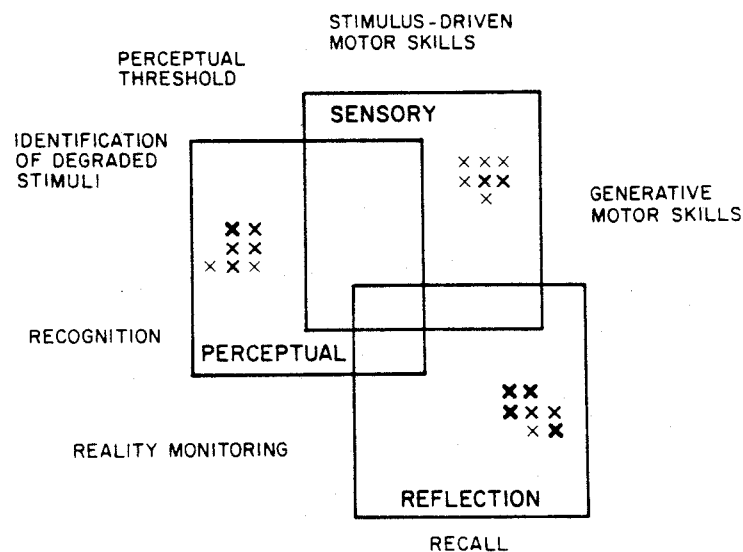 STIMULUS-DRIVEN
MOTOR SKILLS
PERCEPTUAL
THRESHOLD
SENSORY
IDENTIFICATION
OF DEGRADED
STIMULI
GENERATIVE
MOTOR SKILLS
RECOGNITION
PERCEPTUAL
REALITY MONITORING
REFLECTION
RECALL